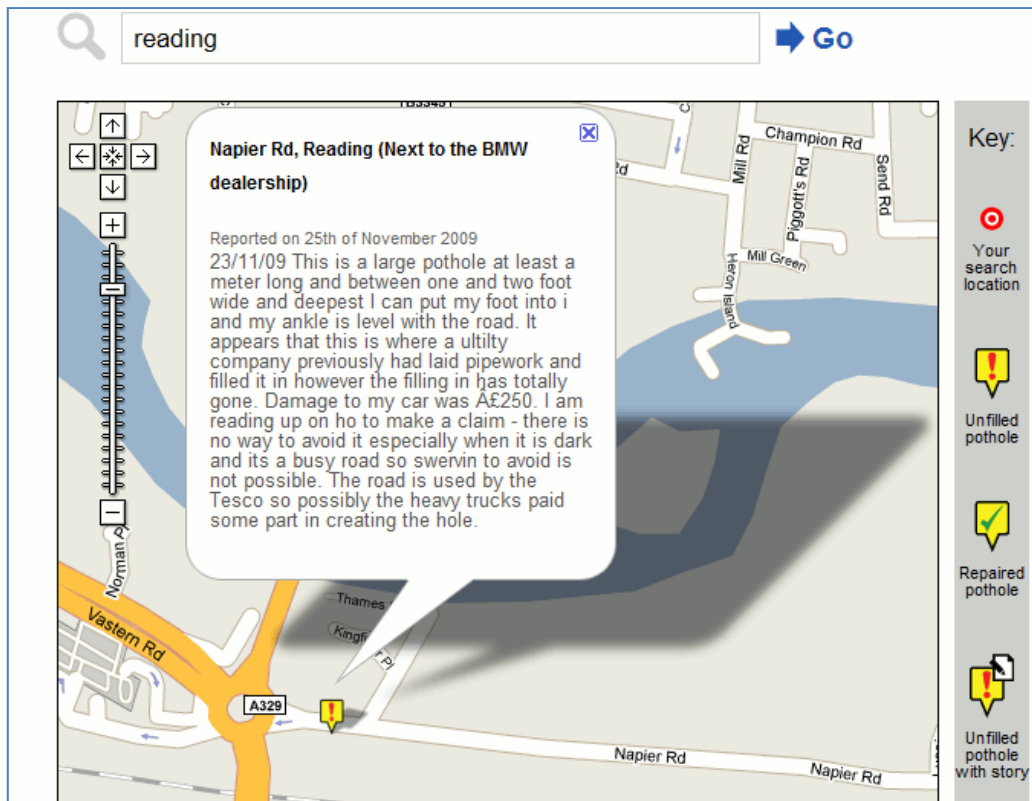 reading
Go
Napier Rd, Reading (Next to the BMW
dealership)
Reported on 25th of November 2009
23/11/09 This is a large pothole at least a
meter long and between one and two foot
wide and deepest I can put my foot into i
and my ankle is level with the road. It
appears that this is where a ultilty
company previously had laid pipework and
filled it in however the filling in has totally
gone. Damage to my car was Â£250. I am
reading up on ho to make a claim - there is
no way to avoid it especially when it is dark
and its a busy road so swervin to avoid is
not possible. The road is used by the
Tesco so possibly the heavy trucks paid
some part in creating the hole.
Champion Rd
Mill Rd
Piggott's Rd
Send Rd
Mill Green
Heron Island
Rd
Norman Pl
Vastern Rd
Thames
Pl
A329
Napier Rd
Napier Rd
Key:
Your
search
location
Unfilled
pothole
Repaired
pothole
Unfilled
pothole
with story